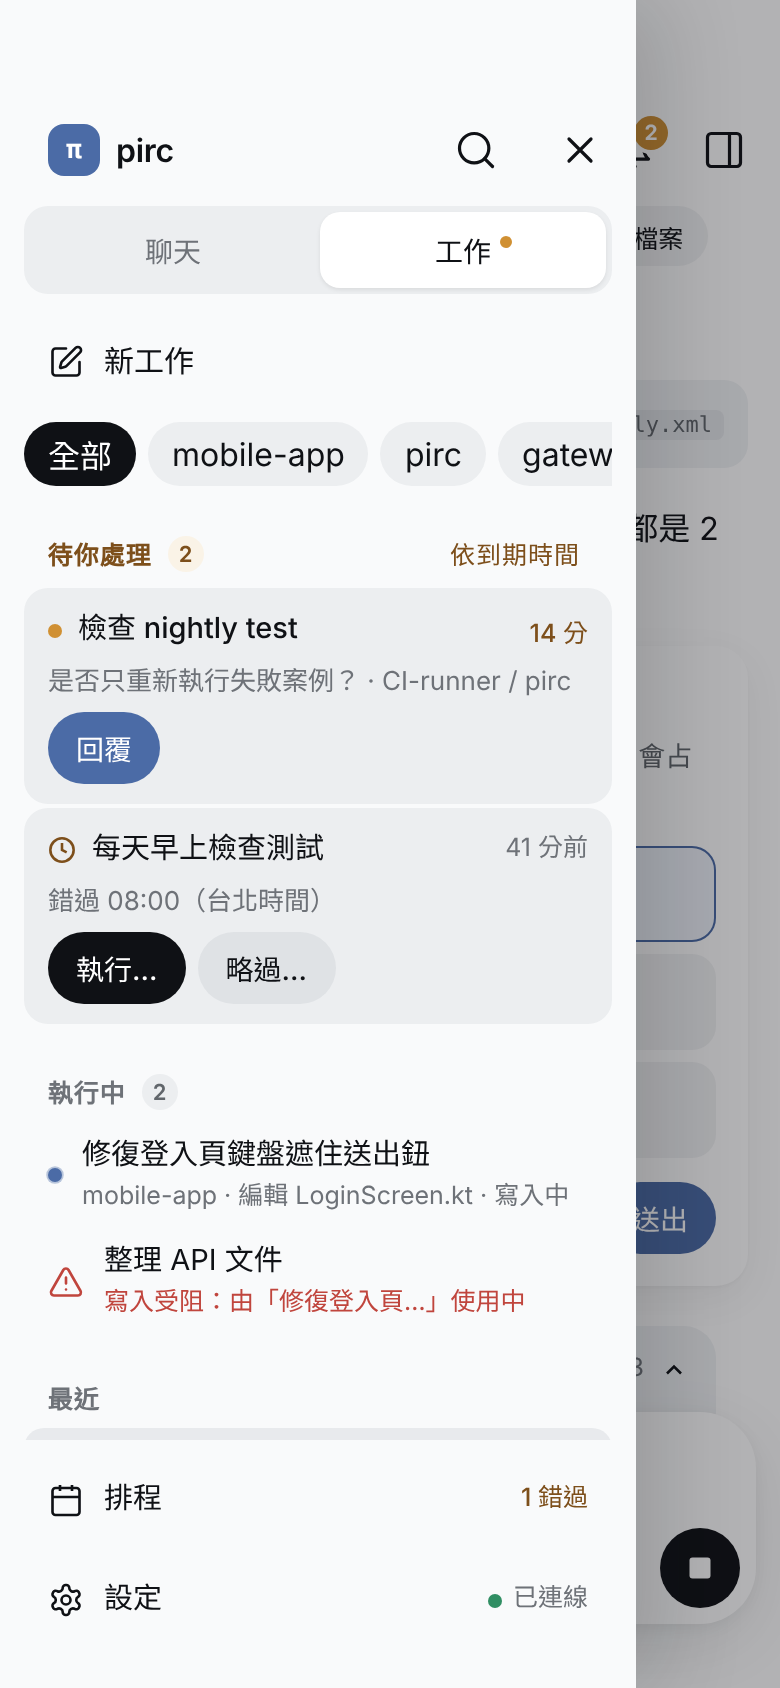 π pirc
2
聊天 工作
檔案
新工作
全部 mobile-app pirc gatew
ly.xml
待你處理 2 依到期時間
都是 2
檢查 nightly test 14 分
是否只重新執行失敗案例？ · CI-runner / pirc
回覆
會占
每天早上檢查測試 41 分前
錯過 08:00（台北時間）
執行... 略過...
執行中 2
修復登入頁鍵盤遮住送出鈕
mobile-app · 編輯 LoginScreen.kt · 寫入中
送出
整理 API 文件
寫入受阻：由「修復登入頁...」使用中
最近
排程 1 錯過
設定 已連線